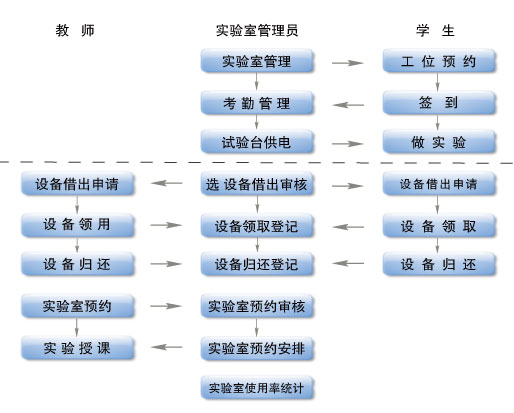 教 师 实验室管理员 学 生
实验室管理 工 位 预 约
考 勤 管 理 签 到
试验台供电 做 实 验
设备借出申请 选 设备借出审核 设备借出申请
设 备 领 用 设备领取登记 设 备 领 取
设 备 归 还 设备归还登记 设 备 归 还
实验室预约 实验室预约审核
实 验 授 课 实验室预约安排
实验室使用率统计